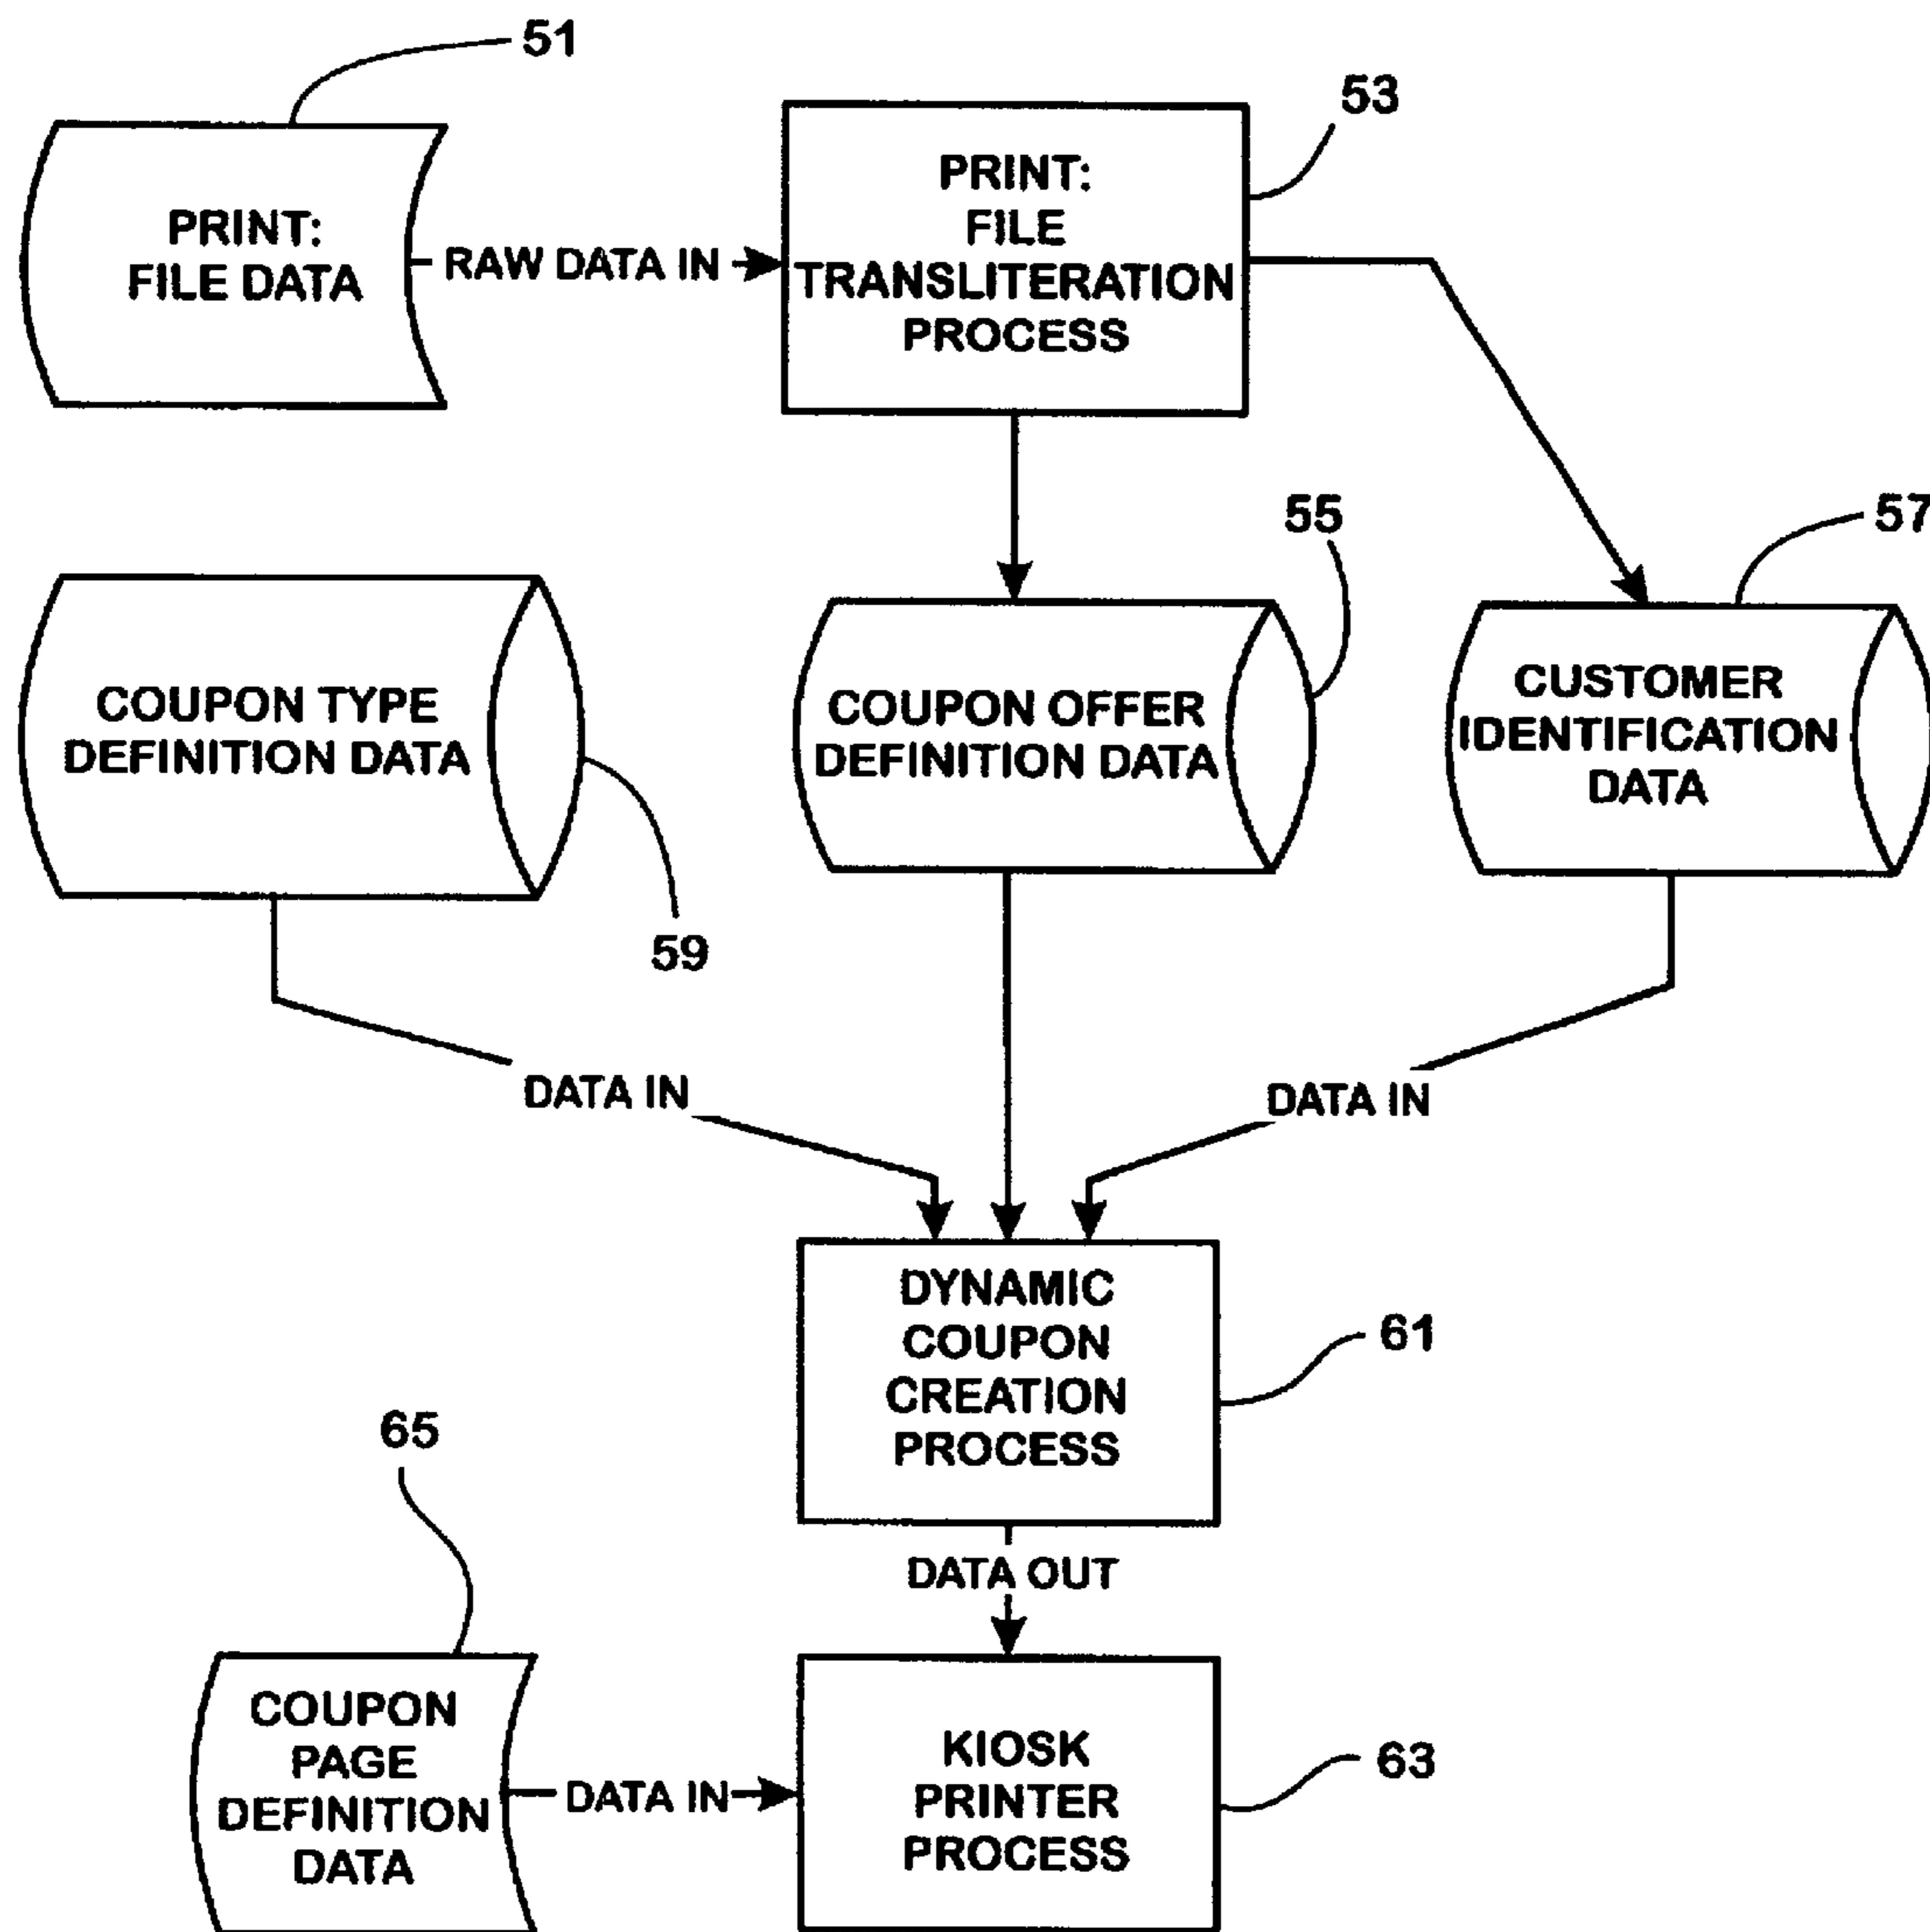 51
53
PRINT:
FILE DATA
RAW DATA IN
PRINT:
FILE
TRANSLITERATION
PROCESS
55
57
COUPON TYPE
DEFINITION DATA
COUPON OFFER
DEFINITION DATA
CUSTOMER
IDENTIFICATION
DATA
59
DATA IN
DATA IN
DYNAMIC
COUPON
CREATION
PROCESS
61
DATA OUT
65
COUPON
PAGE
DEFINITION
DATA
DATA IN
KIOSK
PRINTER
PROCESS
63